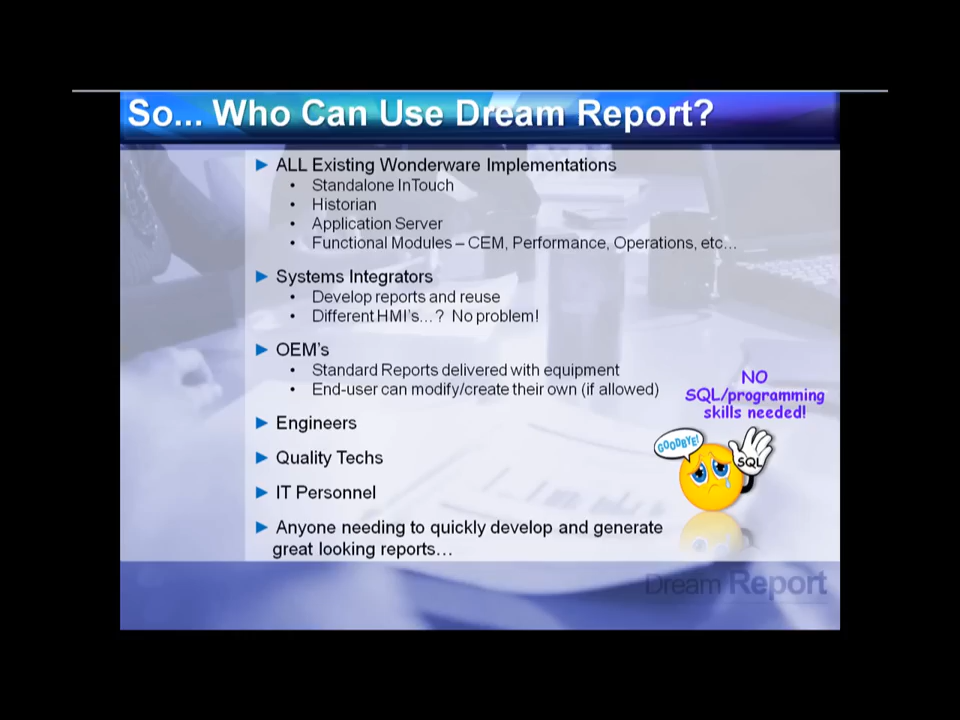 So... Who Can Use Dream Report?
► ALL Existing Wonderware Implementations
• Standalone InTouch
• Historian
• Application Server
• Functional Modules – CEM, Performance, Operations, etc…
► Systems Integrators
• Develop reports and reuse
• Different HMI's…? No problem!
► OEM's
• Standard Reports delivered with equipment
• End-user can modify/create their own (if allowed)
► Engineers
► Quality Techs
► IT Personnel
► Anyone needing to quickly develop and generate
great looking reports…
NO
SQL/programming
skills needed!
GOODBYE!
SQL
Dream Report